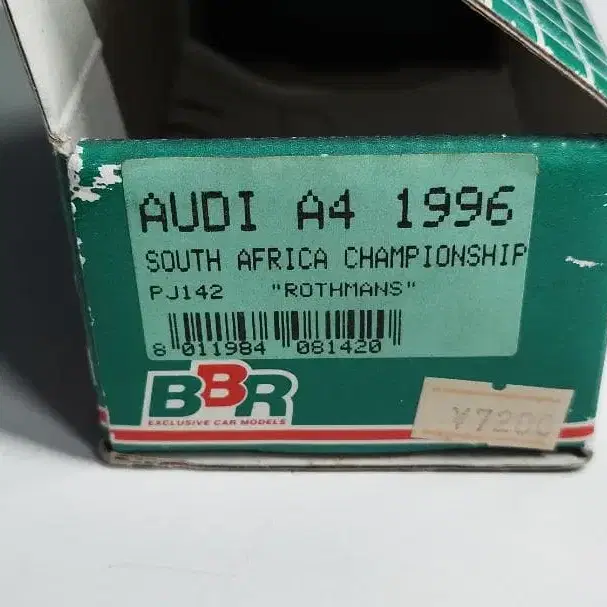 AUDI A4 1996
SOUTH AFRICA CHAMPIONSHIP
PJ142 "ROTHMANS"
8 011984 081420
BBR
EXCLUSIVE CAR MODELS
¥7200